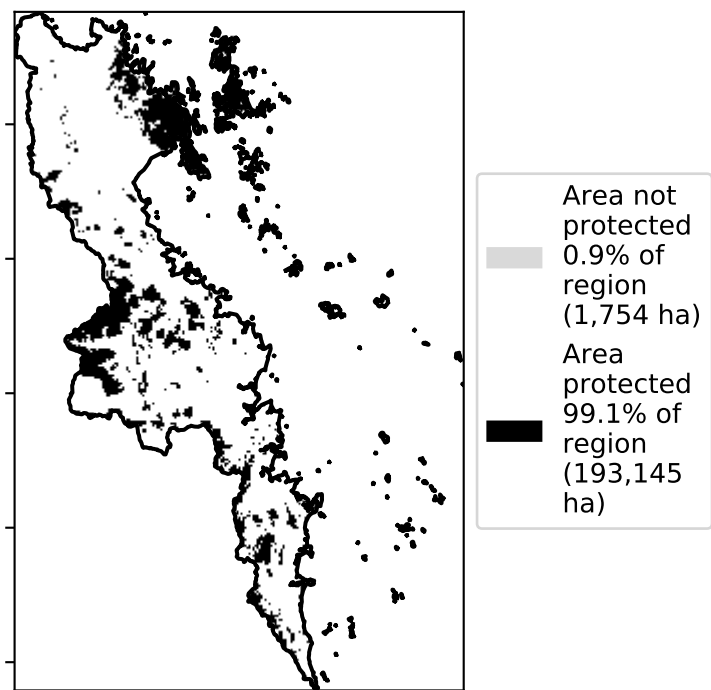 Area not
protected
0.9% of
region
(1,754 ha)
Area
protected
99.1% of
region
(193,145
ha)